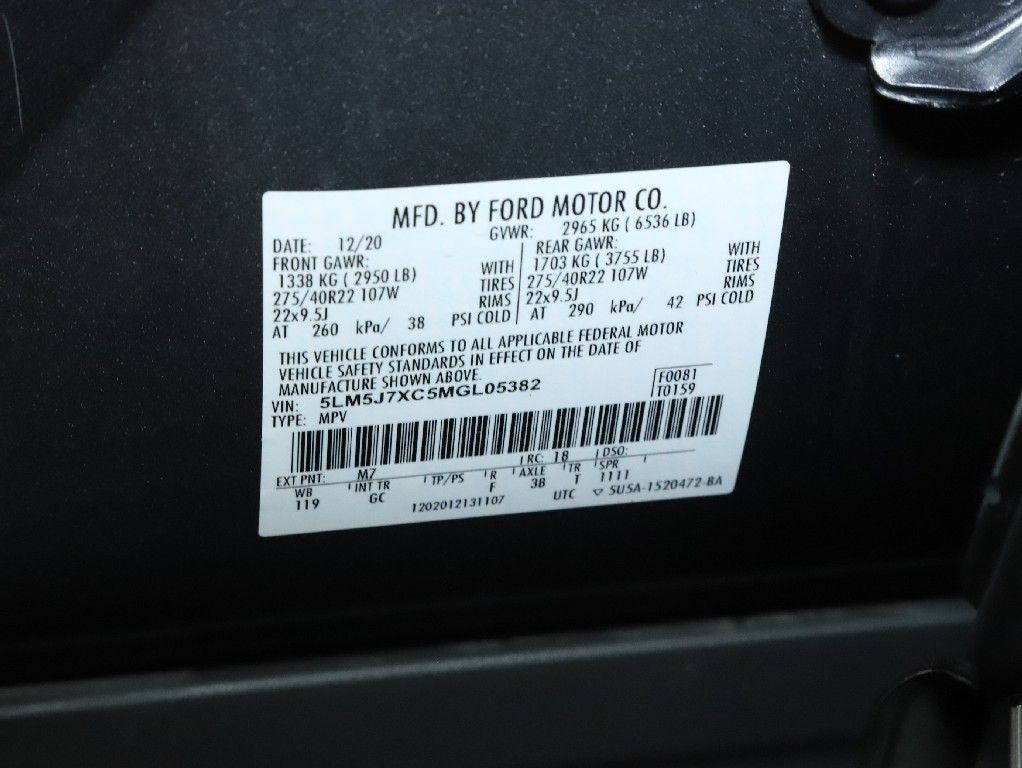 MFD. BY FORD MOTOR CO.
DATE: 12/20 GVWR: 2965 KG ( 6536 LB)
FRONT GAWR: REAR GAWR:
1338 KG ( 2950 LB) WITH 1703 KG ( 3755 LB) WITH
275/40R22 107W TIRES 275/40R22 107W TIRES
22x9.5J RIMS 22x9.5J RIMS
AT 260 kPa/ 38 PSI COLD AT 290 kPa/ 42 PSI COLD
THIS VEHICLE CONFORMS TO ALL APPLICABLE FEDERAL MOTOR
VEHICLE SAFETY STANDARDS IN EFFECT ON THE DATE OF
MANUFACTURE SHOWN ABOVE.
VIN: 5LM5J7XC5MGL05382 F0081
TYPE: MPV T0159
EXT PNT: M7 RC: 18 DSO:
WB INT TR TP/PS R AXLE TR SPR
119 GC F 3B T 1111
1202012131107 UTC ▽ 5U5A-1520472-BA